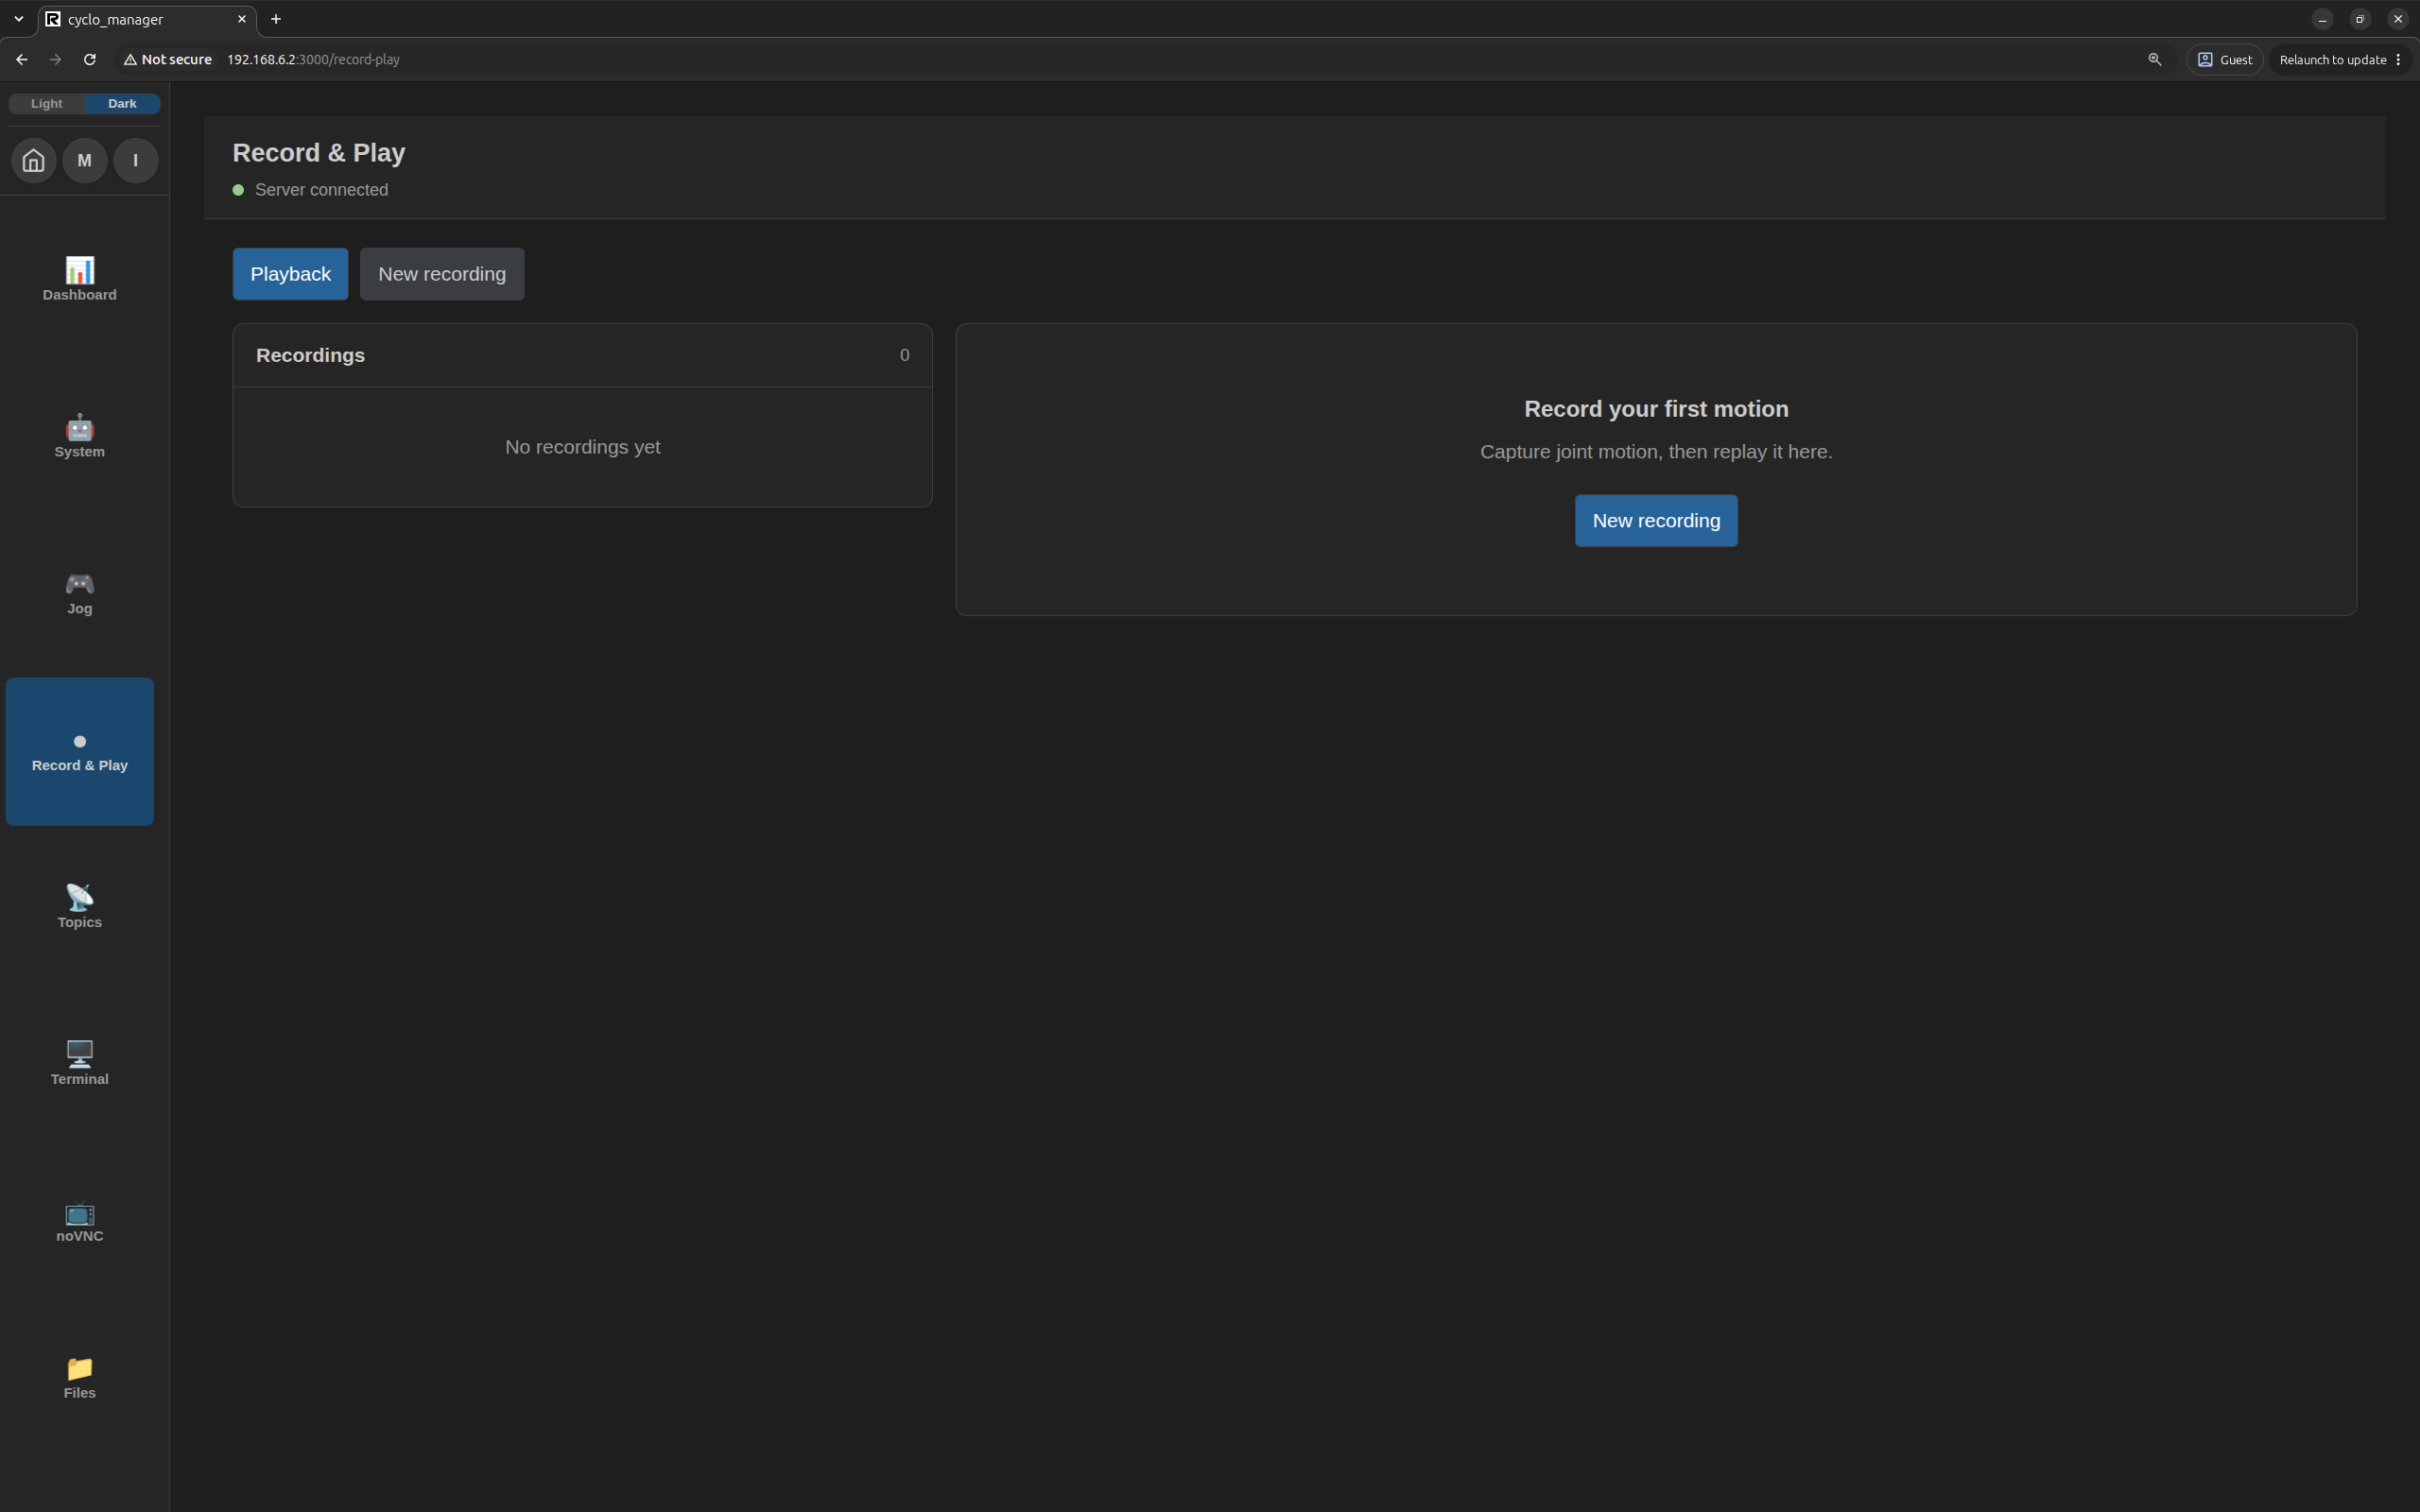 cyclo_manager
Not secure 192.168.6.2:3000/record-play
Guest
Relaunch to update
Light Dark
M I
Dashboard
System
Jog
Record & Play
Topics
Terminal
noVNC
Files
Record & Play
Server connected
Playback New recording
Recordings 0
No recordings yet
Record your first motion
Capture joint motion, then replay it here.
New recording